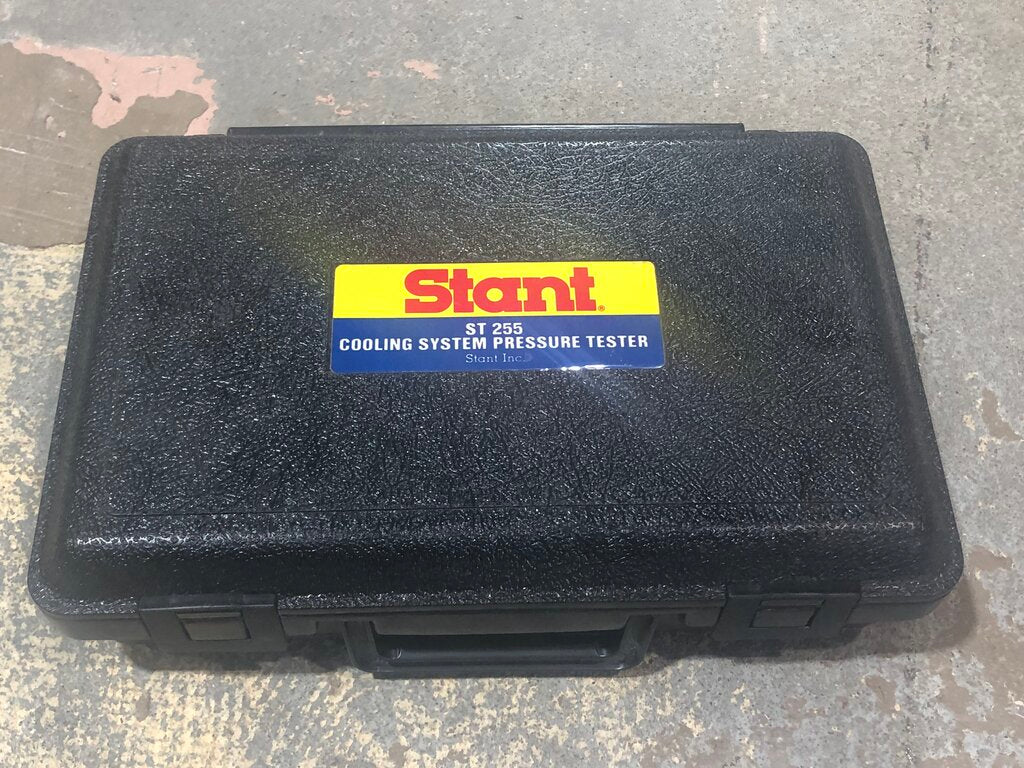 Stant®
ST 255
COOLING SYSTEM PRESSURE TESTER
Stant Inc.